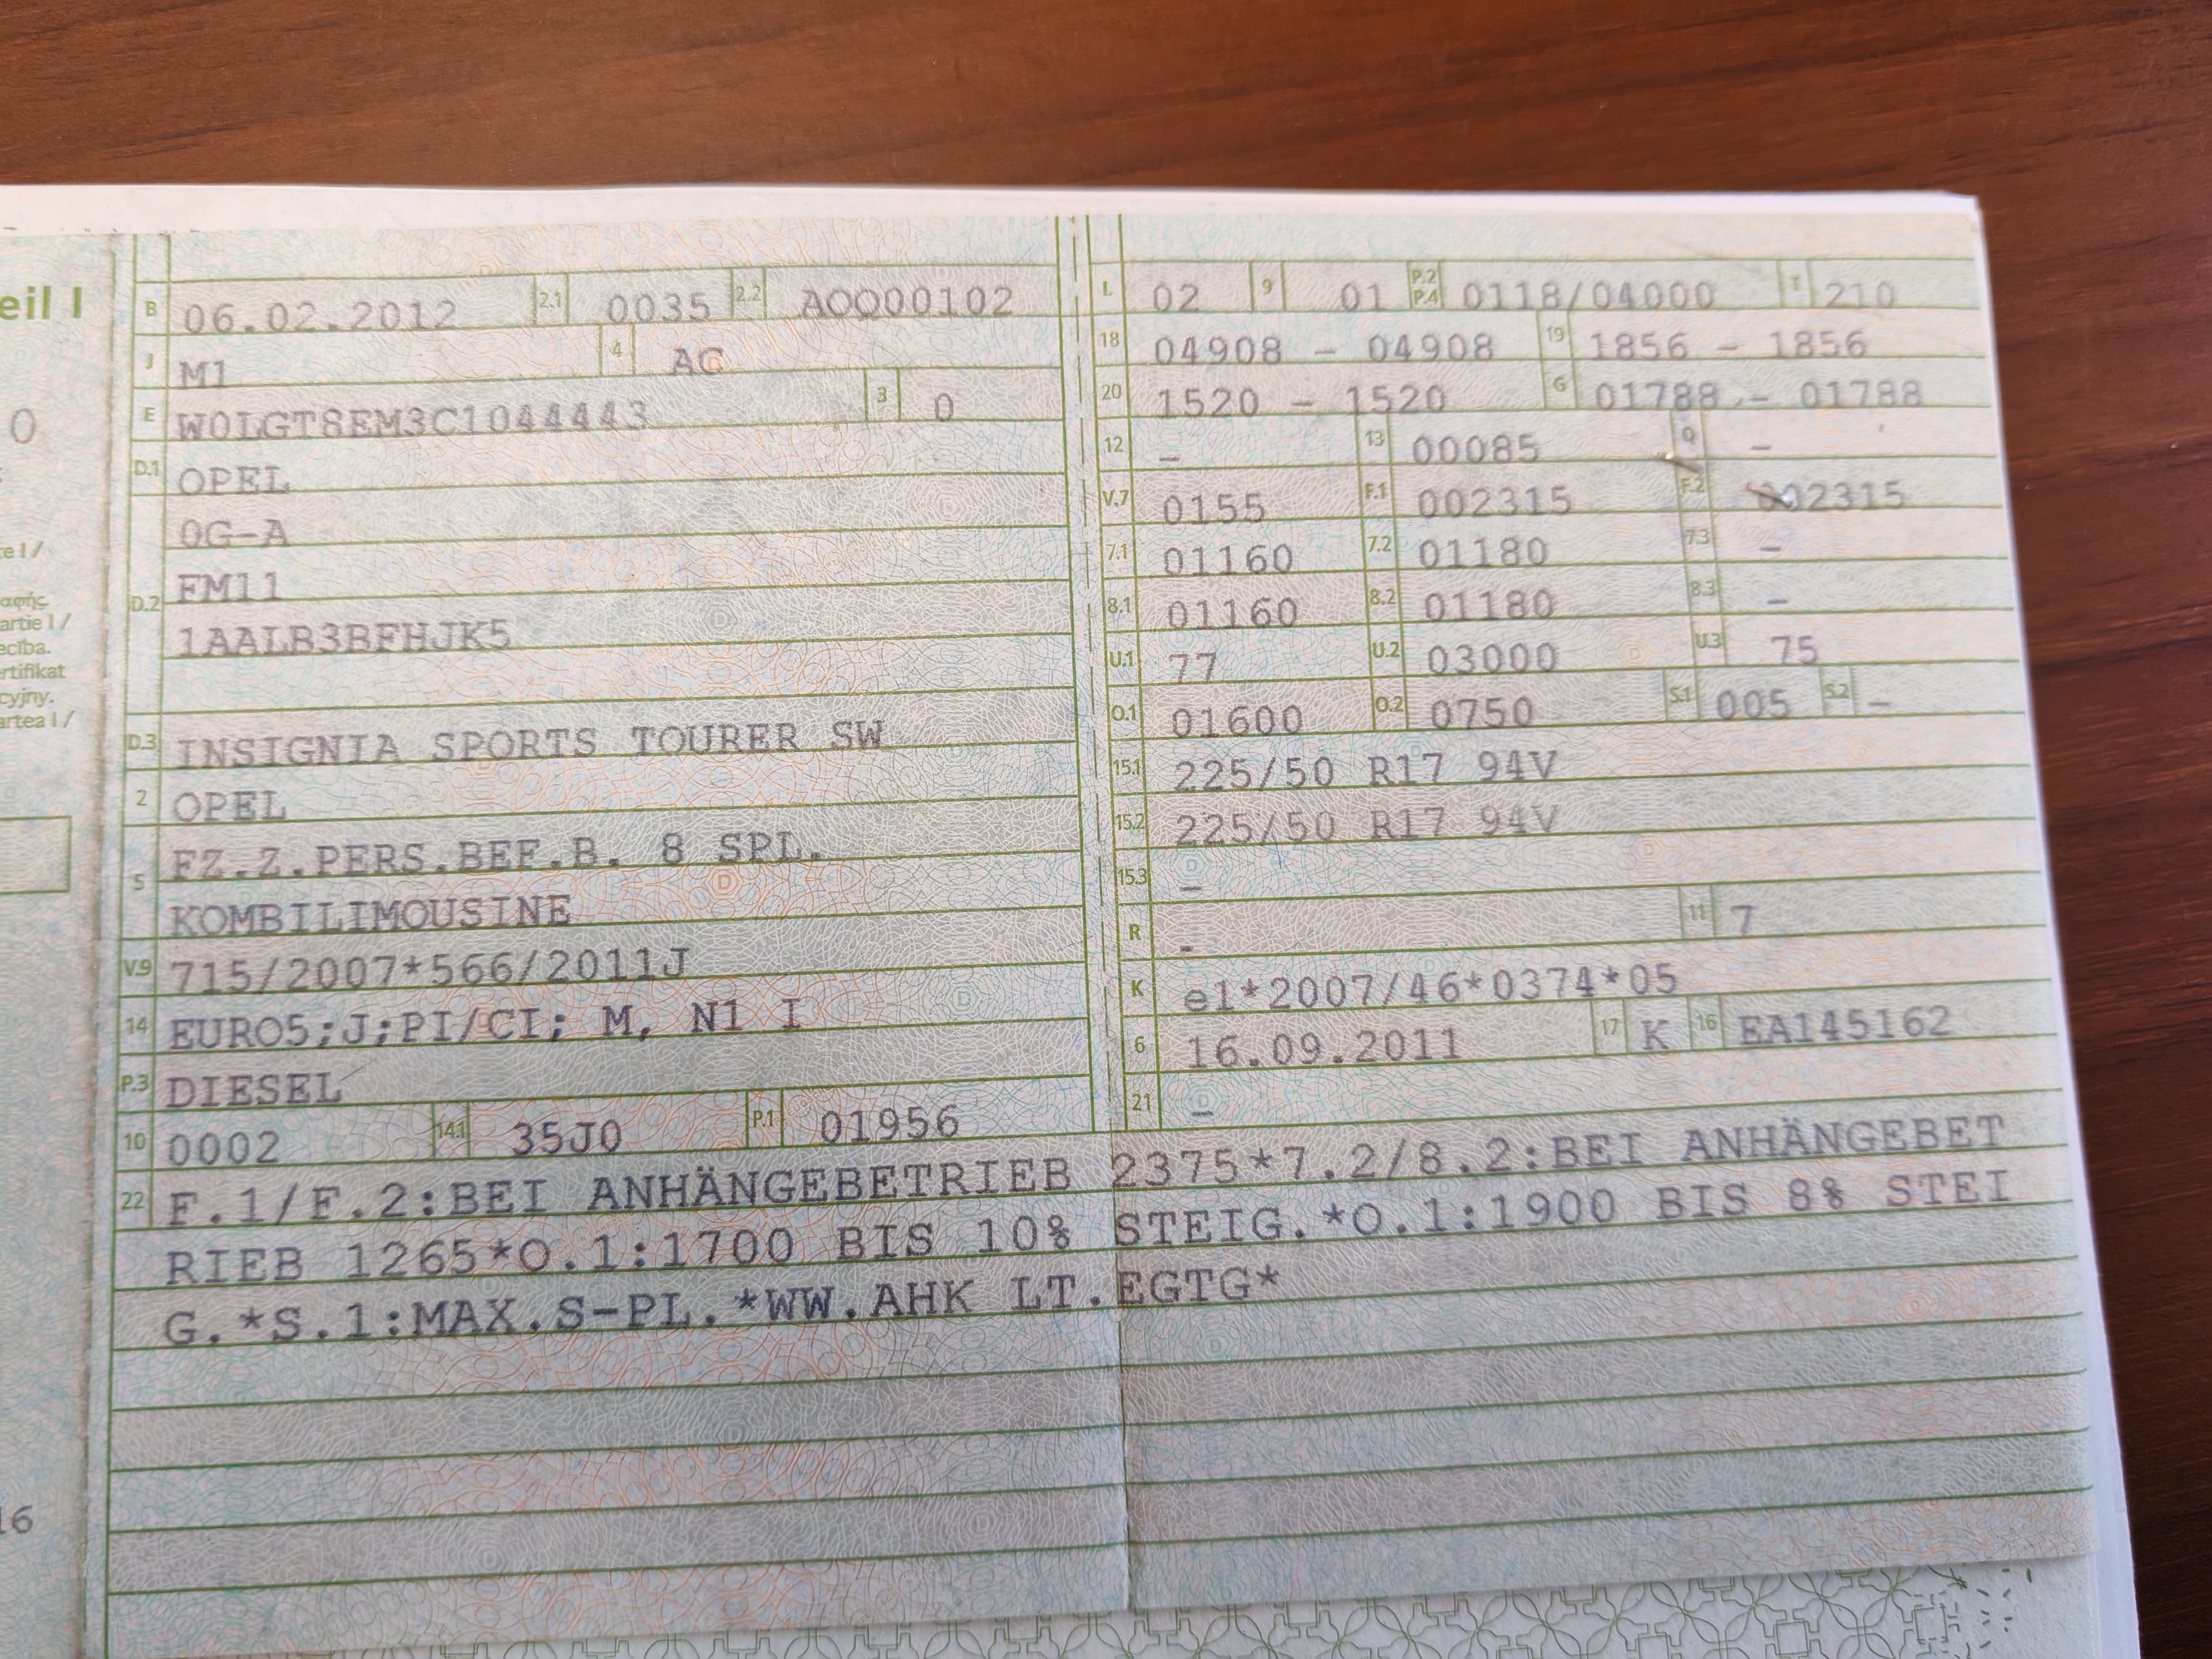 eil I
B 06.02.2012 2.1 0035 2.2 AOQ00102
J M1 4 AC
E W0LGT8EM3C1044443 3 0
D.1 OPEL
0G-A
D.2 FM11
1AALB3BFHJK5
D.3 INSIGNIA SPORTS TOURER SW
2 OPEL
5 FZ.Z.PERS.BEF.B. 8 SPL.
KOMBILIMOUSINE
V.9 715/2007*566/2011J
14 EURO5;J;PI/CI; M, N1 I
P.3 DIESEL
10 0002 14.1 35J0 P.1 01956
L 02 9 01 P.2 P.4 0118/04000 T 210
18 04908 - 04908 19 1856 - 1856
20 1520 - 1520 G 01788 - 01788
12 - 13 00085 Q -
V.7 0155 F.1 002315 F.2 002315
7.1 01160 7.2 01180 7.3 -
8.1 01160 8.2 01180 8.3 -
U.1 77 U.2 03000 U.3 75
O.1 01600 O.2 0750 S.1 005 S.2 -
15.1 225/50 R17 94V
15.2 225/50 R17 94V
15.3 -
R - 11 7
K e1*2007/46*0374*05
6 16.09.2011 17 K 16 EA145162
21 -
22 F.1/F.2:BEI ANHÄNGEBETRIEB 2375*7.2/8.2:BEI ANHÄNGEBET
RIEB 1265*O.1:1700 BIS 10% STEIG.*O.1:1900 BIS 8% STEI
G.*S.1:MAX.S-PL.*WW.AHK LT.EGTG*
0
te I /
αφής
artie I /
ecība.
ertifikat
cyjny.
artea I /
16